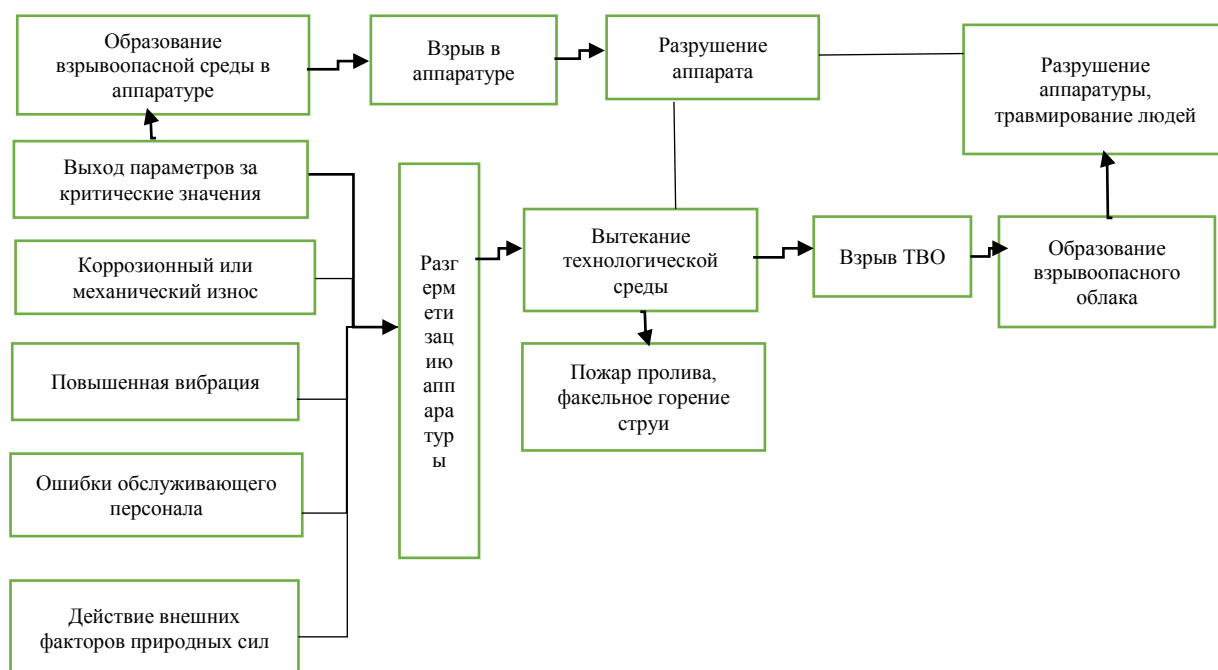 Образование
взрывоопасной среды в
аппаратуре
Взрыв в
аппаратуре
Разрушение
аппарата
Разрушение
аппаратуры,
травмирование людей
Выход параметров за
критические значения
Коррозионный или
механический износ
Повышенная вибрация
Ошибки обслуживающего
персонала
Действие внешних
факторов природных сил
Разг
ерм
ети
зац
ию
апп
ара
тур
ы
Вытекание
технологической
среды
Взрыв ТВО
Образование
взрывоопасного
облака
Пожар пролива,
факельное горение
струи